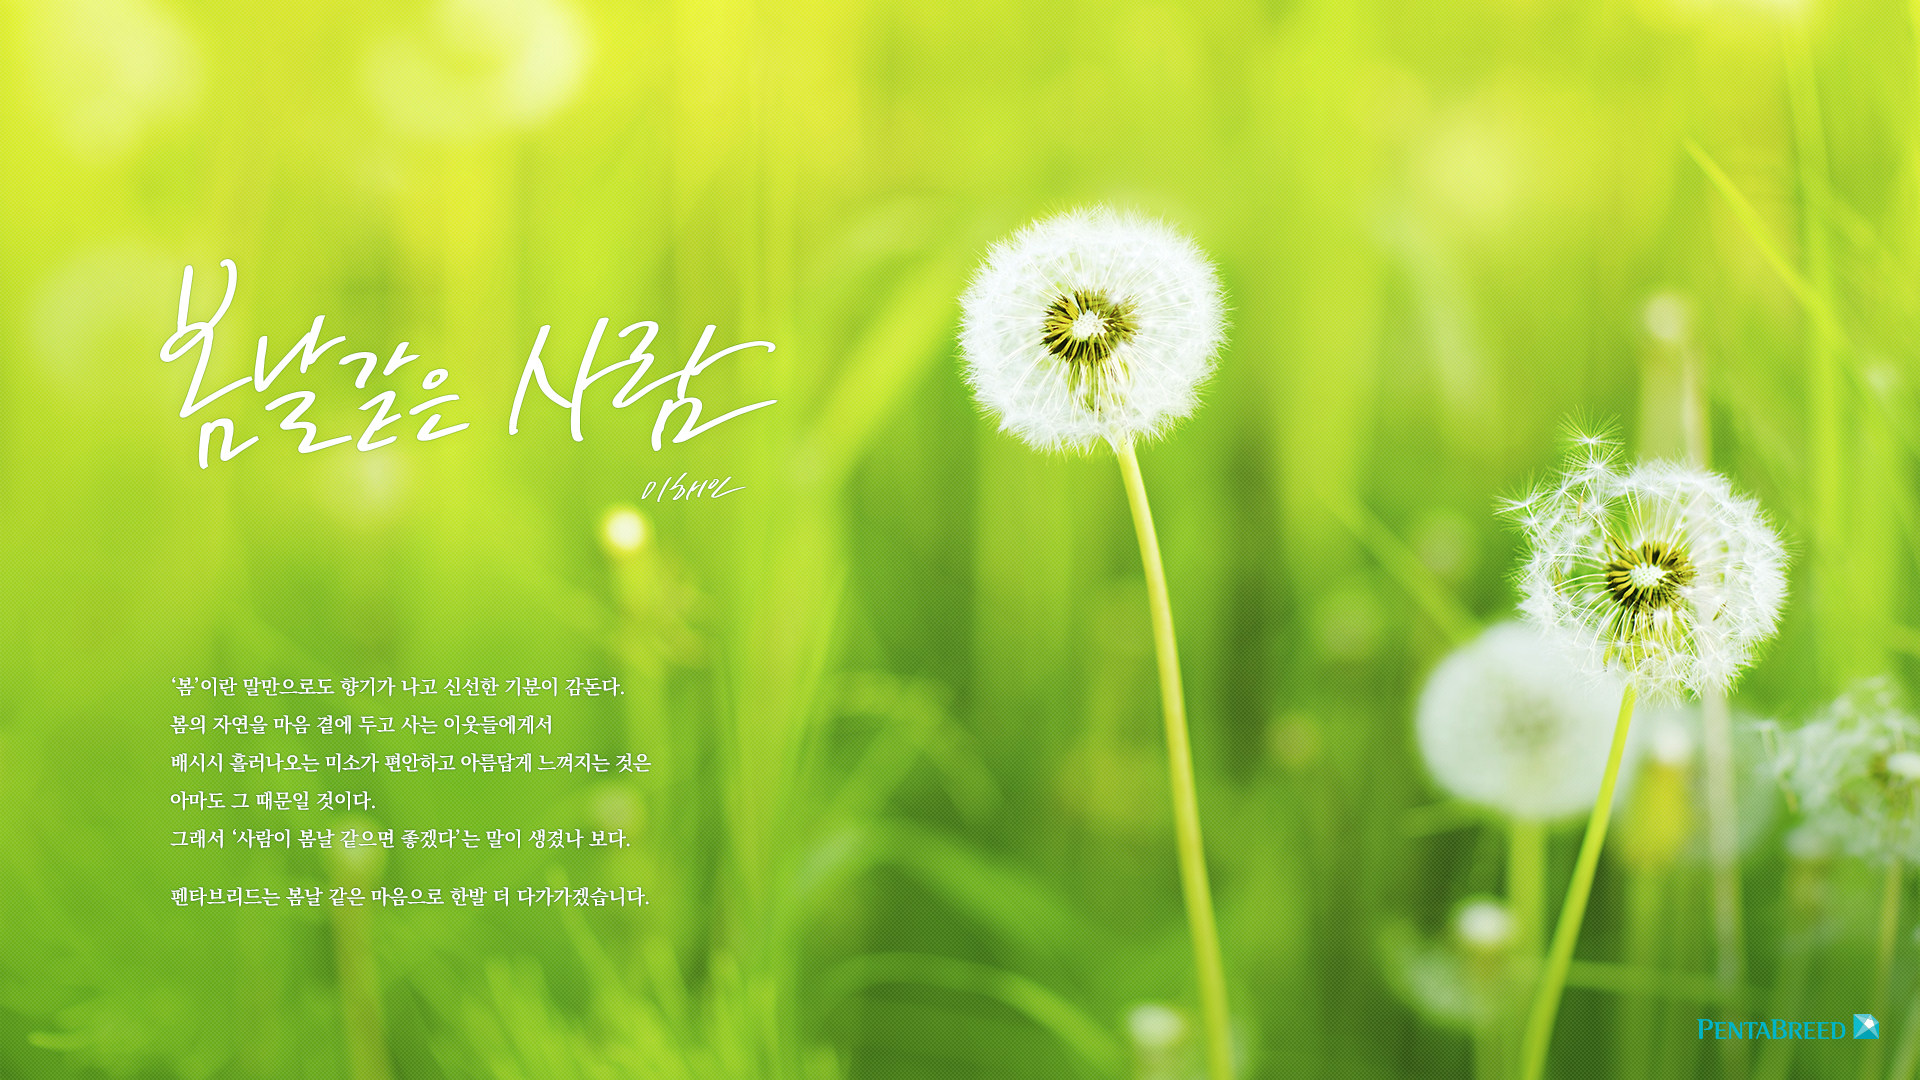 봄날같은 사람
이해인
‘봄’이란 말만으로도 향기가 나고 신선한 기분이 감돈다.
봄의 자연을 마음 곁에 두고 사는 이웃들에게서
배시시 흘러나오는 미소가 편안하고 아름답게 느껴지는 것은
아마도 그 때문일 것이다.
그래서 ‘사람이 봄날 같으면 좋겠다’는 말이 생겼나 보다.
펜타브리드는 봄날 같은 마음으로 한발 더 다가가겠습니다.
PENTABREED